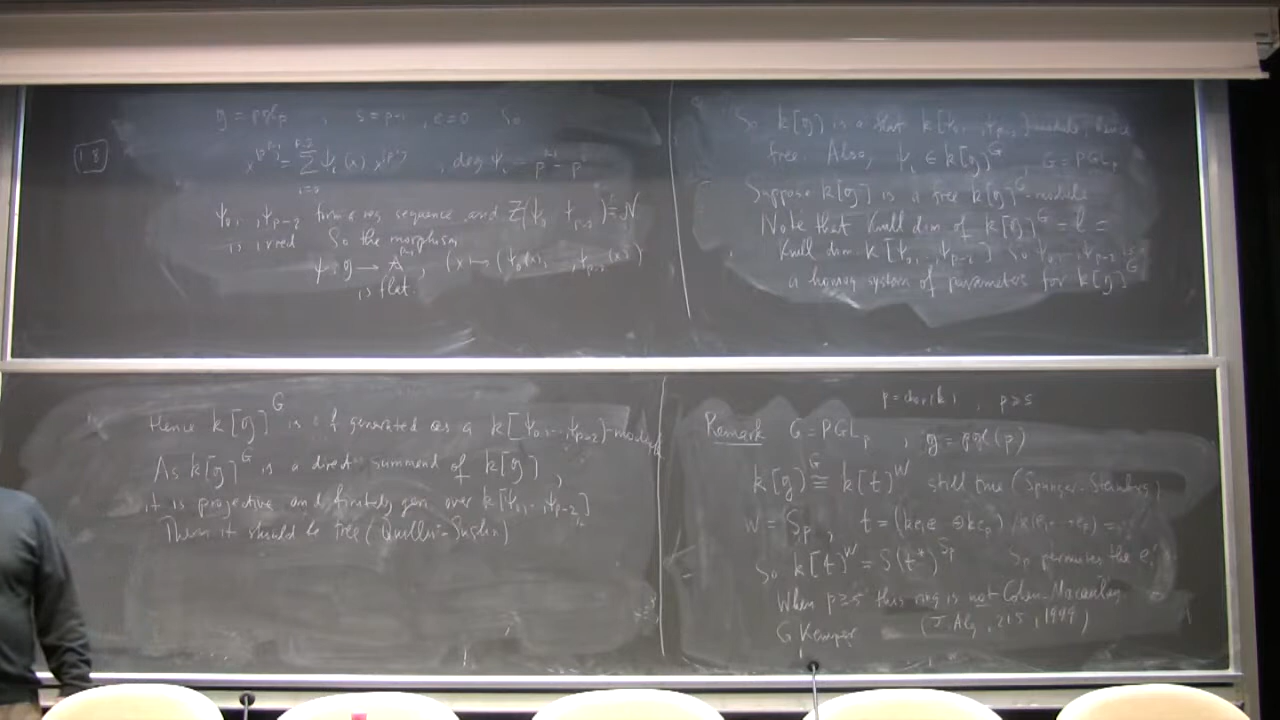 g = pgl_p , s = p-1 , e = 0 So
1.8
x^{p^{p-1}} = \sum_{i=0}^{p-2} ψ_i(x) x^{[p]^i} , deg ψ_i = p^{p-1} - p^i
ψ_0, , ψ_{p-2} form a reg sequence and Z(ψ_0 ψ_{p-2}) = N
is irred So the morphism
ψ: g → A^{p-1} , (x ↦ (ψ_0(x), , ψ_{p-2}(x))
is flat.
So k[g] is a flat k[ψ_0, , ψ_{p-2}]-module, hence
free. Also, ψ_i ∈ k[g]^G G = PGL_p
Suppose k[g] is a free k[g]^G-module
Note that Krull dim of k[g]^G = ℓ =
Krull dim k[ψ_0, , ψ_{p-2}] So ψ_0, , ψ_{p-2} is
a homog system of parameters for k[g]^G
Hence k[g]^G is f generated as a k[ψ_0, .., ψ_{p-2}]-module
As k[g]^G is a direct summand of k[g],
it is projective and finitely gen over k[ψ_0, .., ψ_{p-2}]
Then it should be free (Quillen-Suslin)
p = char(k) , p ≥ 5
Remark G = PGL_p , g = pgl(p)
k[g]^G ≅ k[t]^W still true (Springer-Steinberg)
W = S_p , t = (ke_1 ⊕ ⊕ ke_p) / k(e_1 + .. + e_p)
So k[t]^W = S(t*)^{S_p} S_p permutes the e_i's
When p ≥ 5 this ring is not Cohen-Macaulay
G Kemper (J. Alg, 215, 1999)